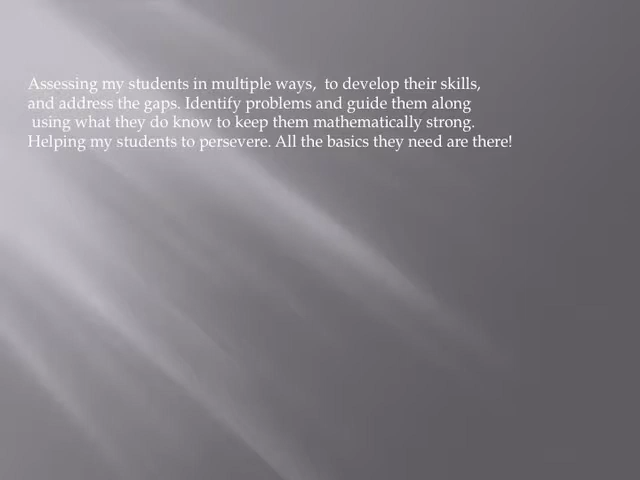 Assessing my students in multiple ways,  to develop their skills,
and address the gaps. Identify problems and guide them along
using what they do know to keep them mathematically strong.
Helping my students to persevere. All the basics they need are there!